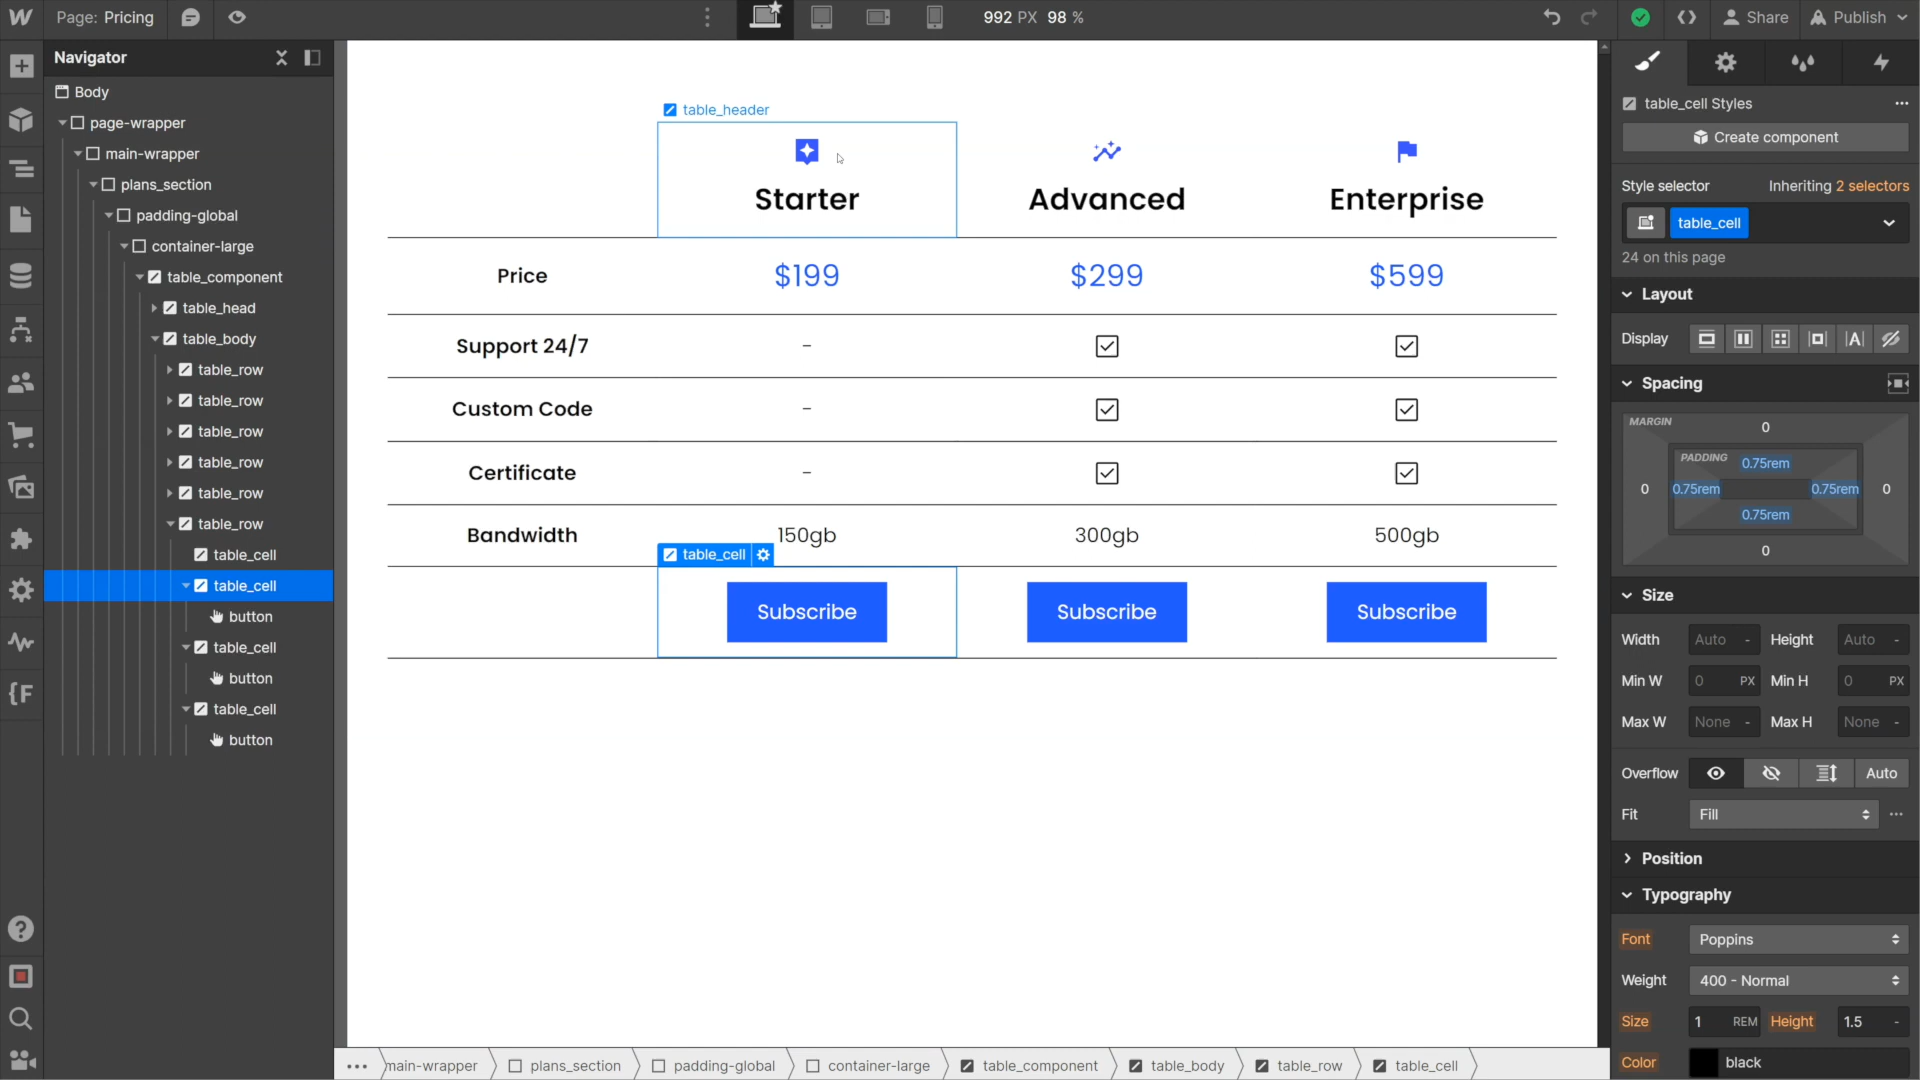 Page: Pricing
992 PX 98 %
Share
Publish
Navigator
Body
page-wrapper
main-wrapper
plans_section
padding-global
container-large
table_component
table_head
table_body
table_row
table_row
table_row
table_row
table_row
table_row
table_cell
table_cell
button
table_cell
button
table_cell
button
table_header
Starter
Advanced
Enterprise
Price
$199
$299
$599
Support 24/7
-
Custom Code
-
Certificate
-
Bandwidth
150gb
300gb
500gb
table_cell
Subscribe
Subscribe
Subscribe
main-wrapper
plans_section
padding-global
container-large
table_component
table_body
table_row
table_cell
table_cell Styles
Create component
Style selector
Inheriting 2 selectors
table_cell
24 on this page
Layout
Display
Spacing
MARGIN
0
PADDING
0.75rem
0
0.75rem
0.75rem
0
0.75rem
0
Size
Width
Auto -
Height
Auto -
Min W
0 PX
Min H
0 PX
Max W
None -
Max H
None -
Overflow
Auto
Fit
Fill
Position
Typography
Font
Poppins
Weight
400 - Normal
Size
1 REM
Height
1.5 -
Color
black